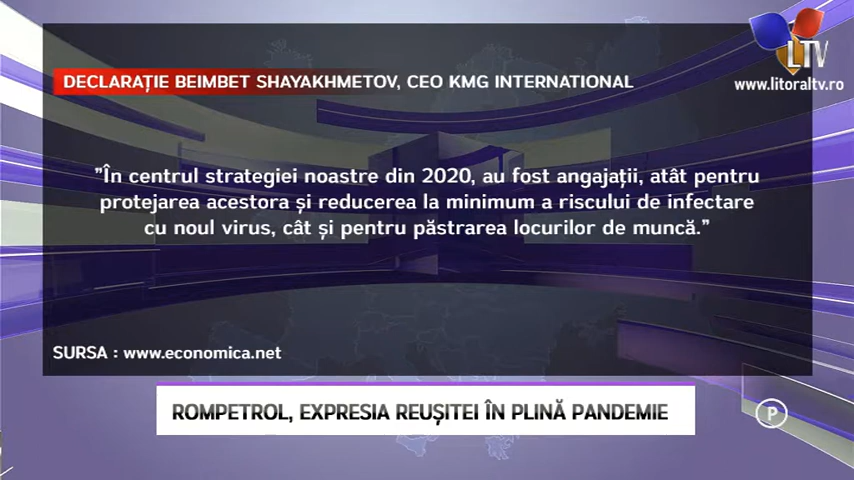 LTV
www.litoraltv.ro
DECLARAȚIE BEIMBET SHAYAKHMETOV, CEO KMG INTERNATIONAL
”În centrul strategiei noastre din 2020, au fost angajații, atât pentru
protejarea acestora și reducerea la minimum a riscului de infectare
cu noul virus, cât și pentru păstrarea locurilor de muncă.”
SURSA : www.economica.net
ROMPETROL, EXPRESIA REUȘITEI ÎN PLINĂ PANDEMIE
P